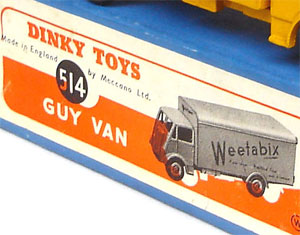 DINKY TOYS
Made in England 514 by Meccano Ltd.
GUY VAN
Weetabix